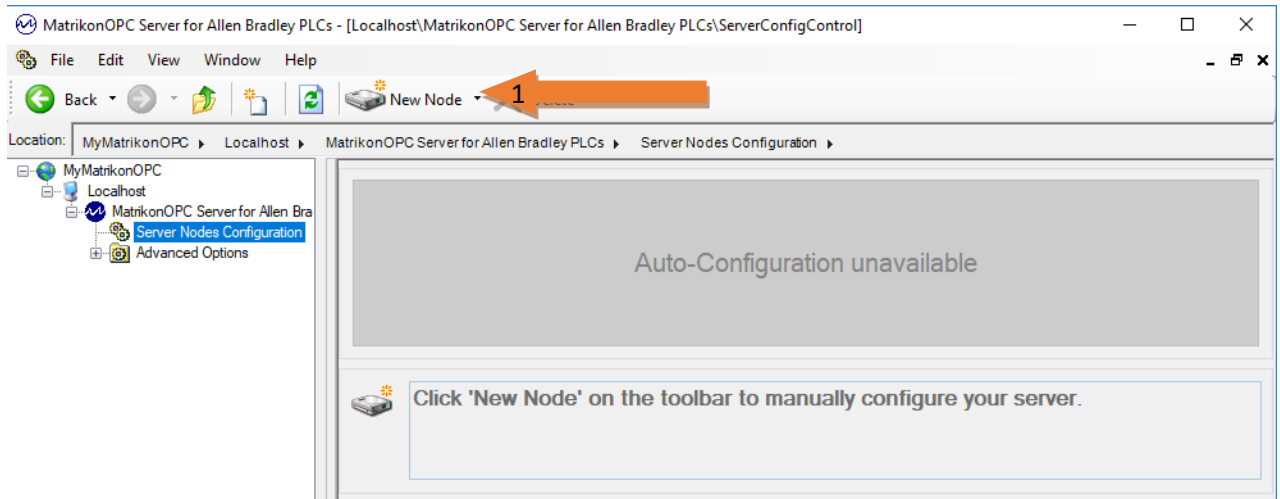 MatrikonOPC Server for Allen Bradley PLCs - [Localhost\MatrikonOPC Server for Allen Bradley PLCs\ServerConfigControl]
File Edit View Window Help
Back New Node 1
Location: MyMatrikonOPC Localhost MatrikonOPC Server for Allen Bradley PLCs Server Nodes Configuration
MyMatrikonOPC
Localhost
MatrikonOPC Server for Allen Bra
Server Nodes Configuration
Advanced Options
Auto-Configuration unavailable
Click 'New Node' on the toolbar to manually configure your server.